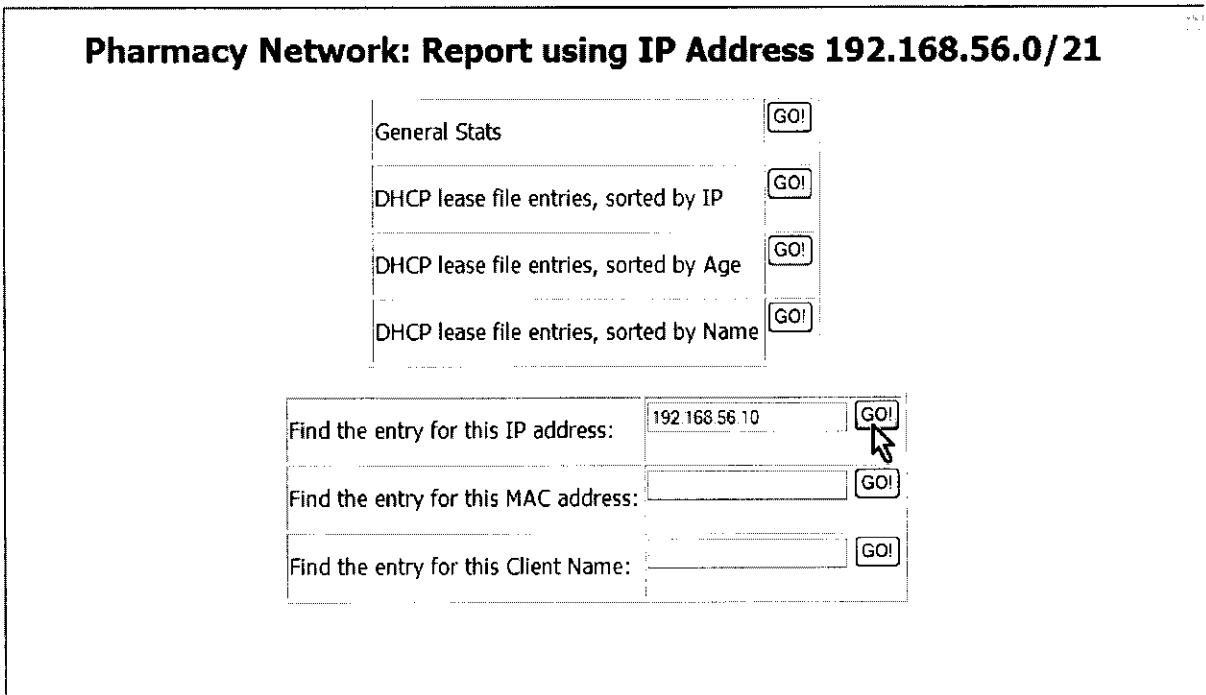 Pharmacy Network: Report using IP Address 192.168.56.0/21
General Stats GO!
DHCP lease file entries, sorted by IP GO!
DHCP lease file entries, sorted by Age GO!
DHCP lease file entries, sorted by Name GO!
Find the entry for this IP address: 192.168.56.10 GO!
Find the entry for this MAC address: GO!
Find the entry for this Client Name: GO!